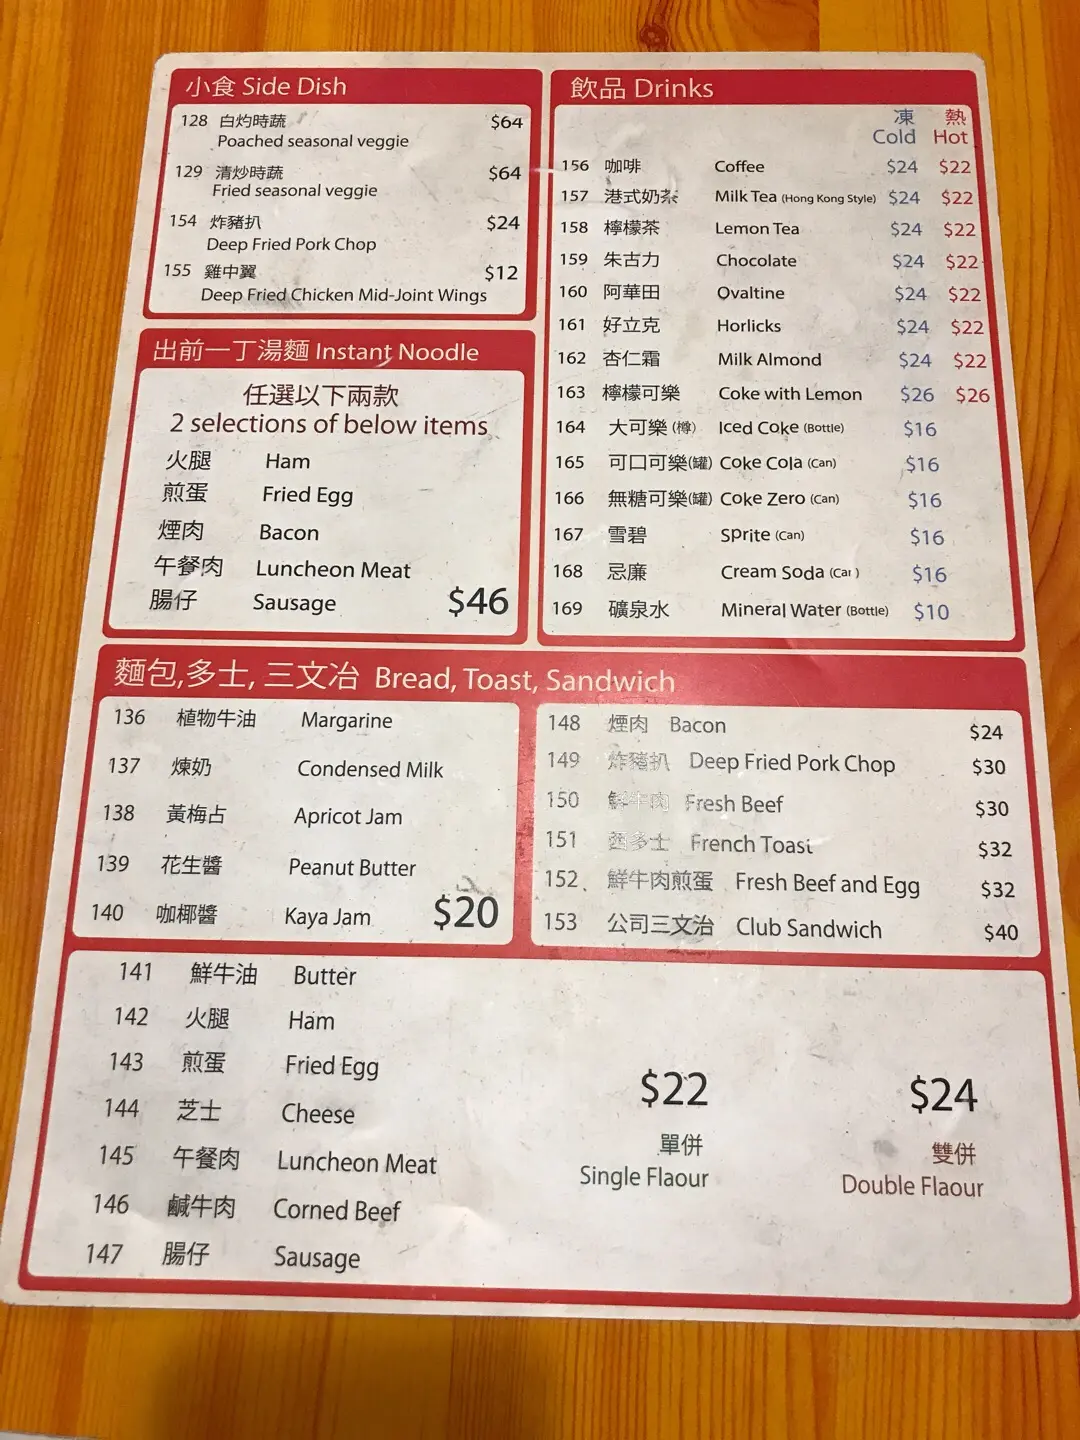 小食 Side Dish
128 白灼時蔬 $64
Poached seasonal veggie
129 清炒時蔬 $64
Fried seasonal veggie
154 炸豬扒 $24
Deep Fried Pork Chop
155 雞中翼 $12
Deep Fried Chicken Mid-Joint Wings
出前一丁湯麵 Instant Noodle
任選以下兩款
2 selections of below items
火腿 Ham
煎蛋 Fried Egg
煙肉 Bacon
午餐肉 Luncheon Meat
腸仔 Sausage $46
飲品 Drinks
凍 熱
Cold Hot
156 咖啡 Coffee $24 $22
157 港式奶茶 Milk Tea (Hong Kong Style) $24 $22
158 檸檬茶 Lemon Tea $24 $22
159 朱古力 Chocolate $24 $22
160 阿華田 Ovaltine $24 $22
161 好立克 Horlicks $24 $22
162 杏仁霜 Milk Almond $24 $22
163 檸檬可樂 Coke with Lemon $26 $26
164 大可樂 (樽) Iced Coke (Bottle) $16
165 可口可樂(罐) Coke Cola (Can) $16
166 無糖可樂(罐) Coke Zero (Can) $16
167 雪碧 Sprite (Can) $16
168 忌廉 Cream Soda (Can) $16
169 礦泉水 Mineral Water (Bottle) $10
麵包,多士, 三文冶 Bread, Toast, Sandwich
136 植物牛油 Margarine
137 煉奶 Condensed Milk
138 黃梅占 Apricot Jam
139 花生醬 Peanut Butter
140 咖椰醬 Kaya Jam $20
148 煙肉 Bacon $24
149 炸豬扒 Deep Fried Pork Chop $30
150 鮮牛肉 Fresh Beef $30
151 西多士 French Toast $32
152 鮮牛肉煎蛋 Fresh Beef and Egg $32
153 公司三文治 Club Sandwich $40
141 鮮牛油 Butter
142 火腿 Ham
143 煎蛋 Fried Egg
144 芝士 Cheese
145 午餐肉 Luncheon Meat
146 鹹牛肉 Corned Beef
147 腸仔 Sausage
$22
單併
Single Flaour
$24
雙併
Double Flaour